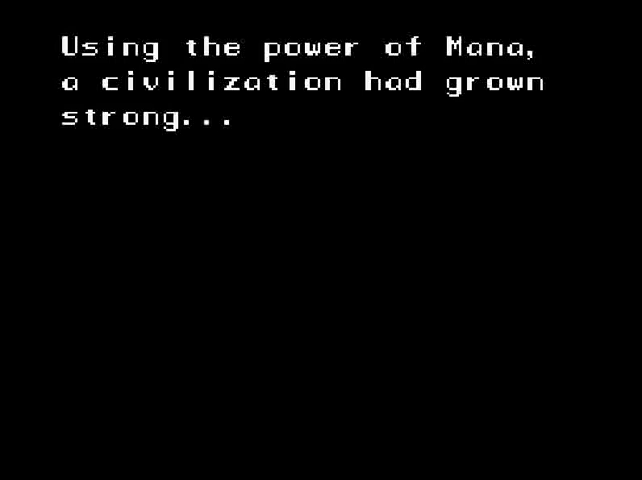 Using the power of Mana,
a civilization had grown
strong...